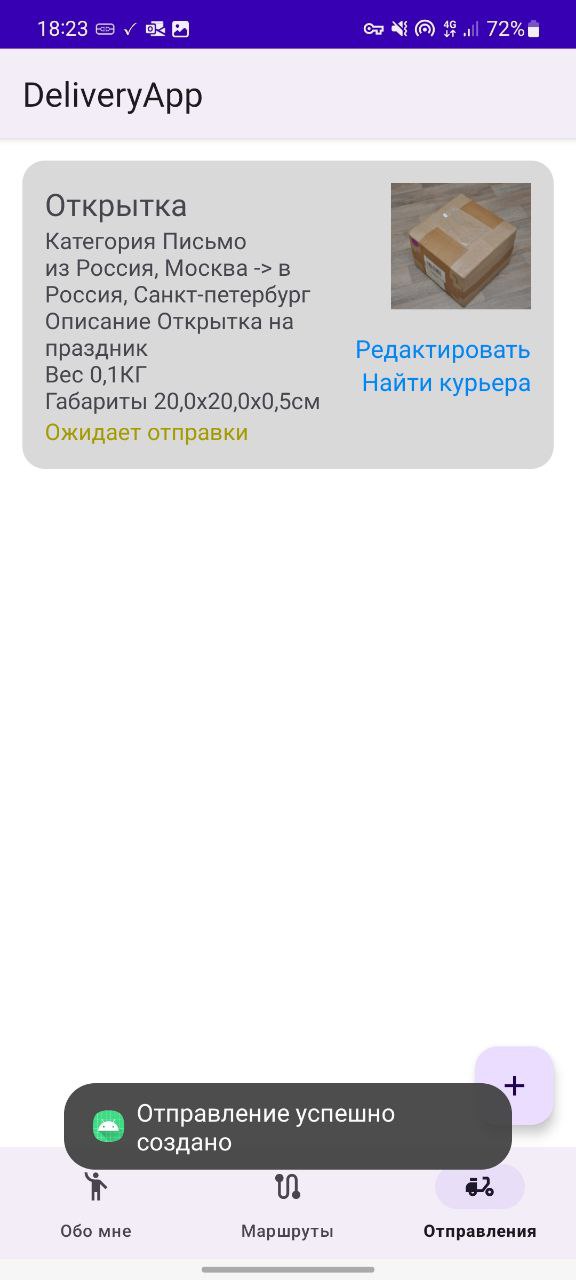 18:23
4G
72%
DeliveryApp
Открытка
Категория Письмо
из Россия, Москва -> в
Россия, Санкт-петербург
Описание Открытка на
праздник
Вес 0,1КГ
Габариты 20,0x20,0x0,5см
Ожидает отправки
Редактировать
Найти курьера
+
Отправление успешно
создано
Обо мне
Маршруты
Отправления